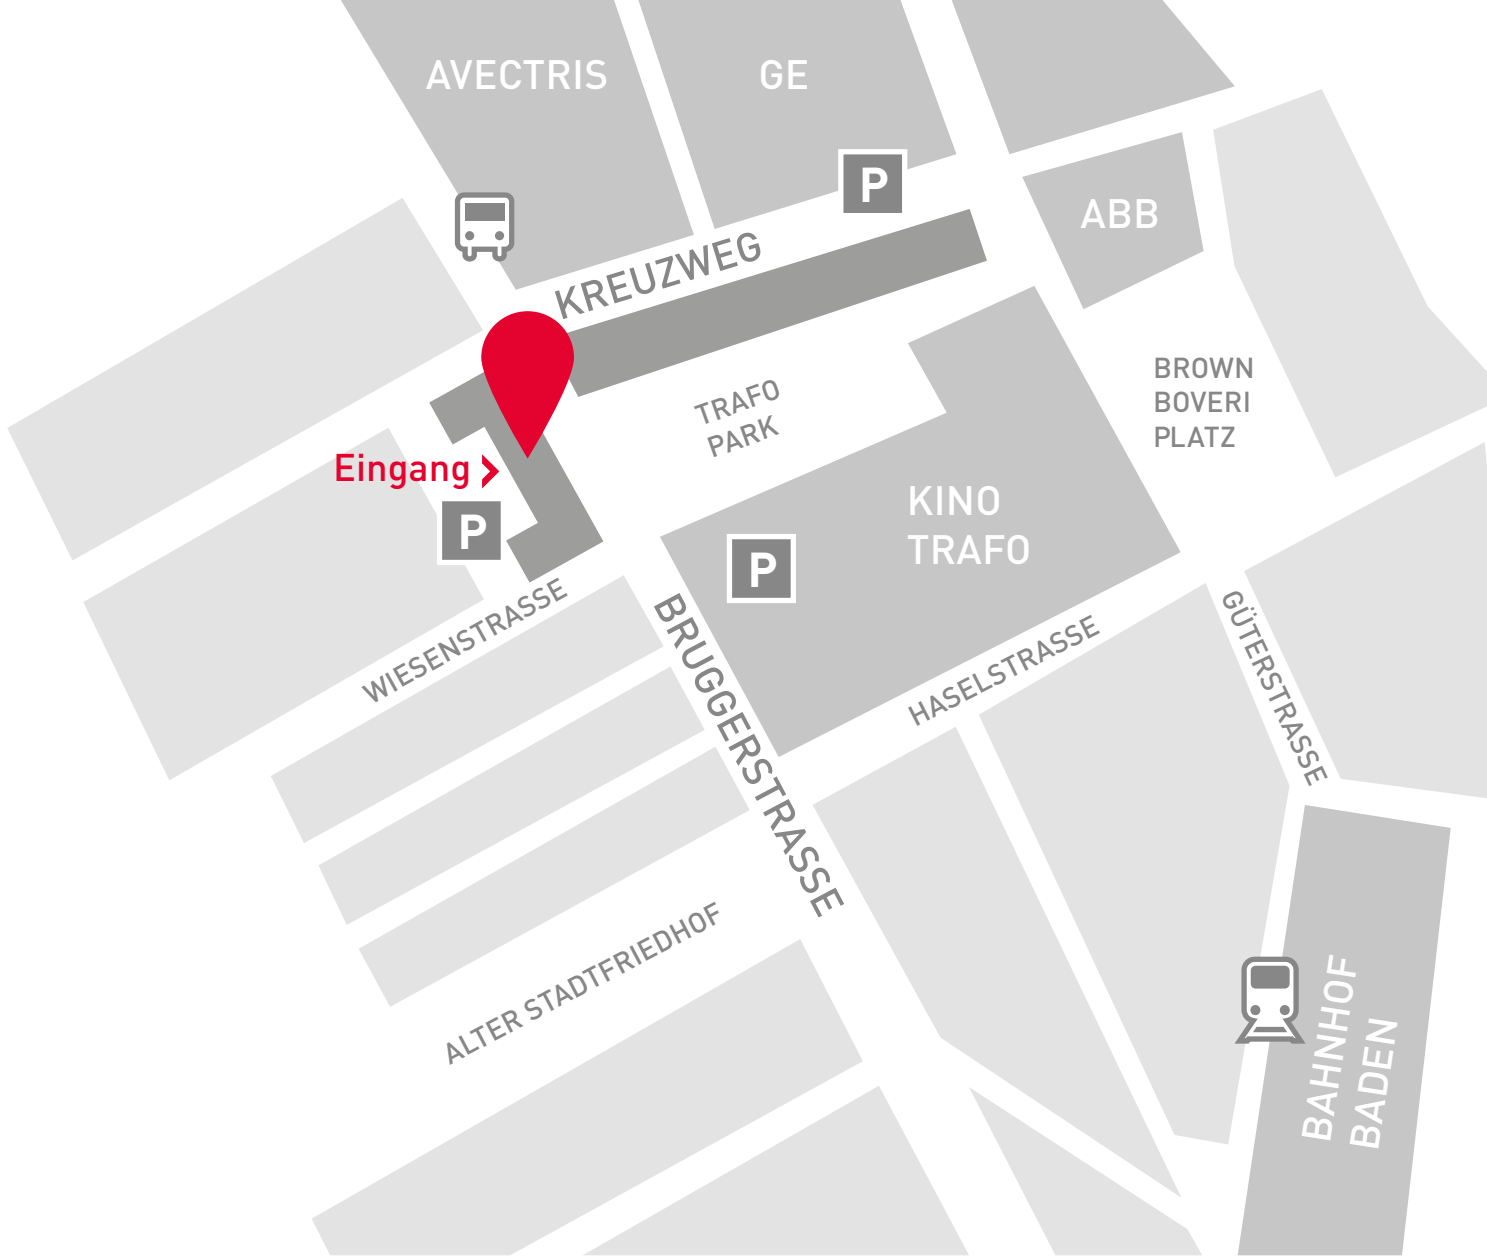 AVECTRIS
GE
P
ABB
KREUZWEG
BROWN
BOVERI
PLATZ
TRAFO
PARK
Eingang
P
KINO
TRAFO
P
WIESENSTRASSE
BRUGGERSTRASSE
HASELSTRASSE
GÜTERSTRASSE
ALTER STADTFRIEDHOF
BAHNHOF
BADEN